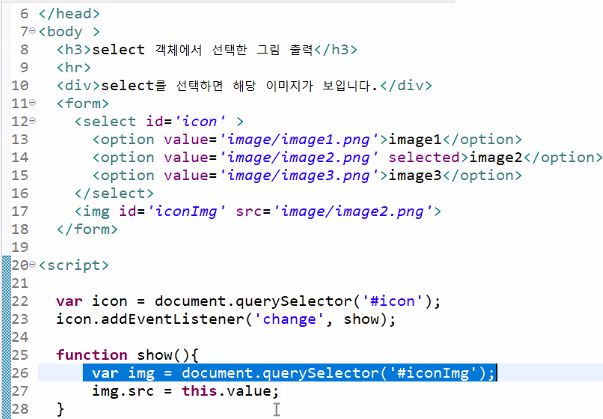 6 </head>
7 <body >
8 <h3>select 객체에서 선택한 그림 출력</h3>
9 <hr>
10 <div>select를 선택하면 해당 이미지가 보입니다.</div>
11 <form>
12 <select id='icon' >
13 <option value='image/image1.png'>image1</option>
14 <option value='image/image2.png' selected>image2</option>
15 <option value='image/image3.png'>image3</option>
16 </select>
17 <img id='iconImg' src='image/image2.png'>
18 </form>
19
20 <script>
21
22 var icon = document.querySelector('#icon');
23 icon.addEventListener('change', show);
24
25 function show(){
26 var img = document.querySelector('#iconImg');
27 img.src = this.value;
28 }